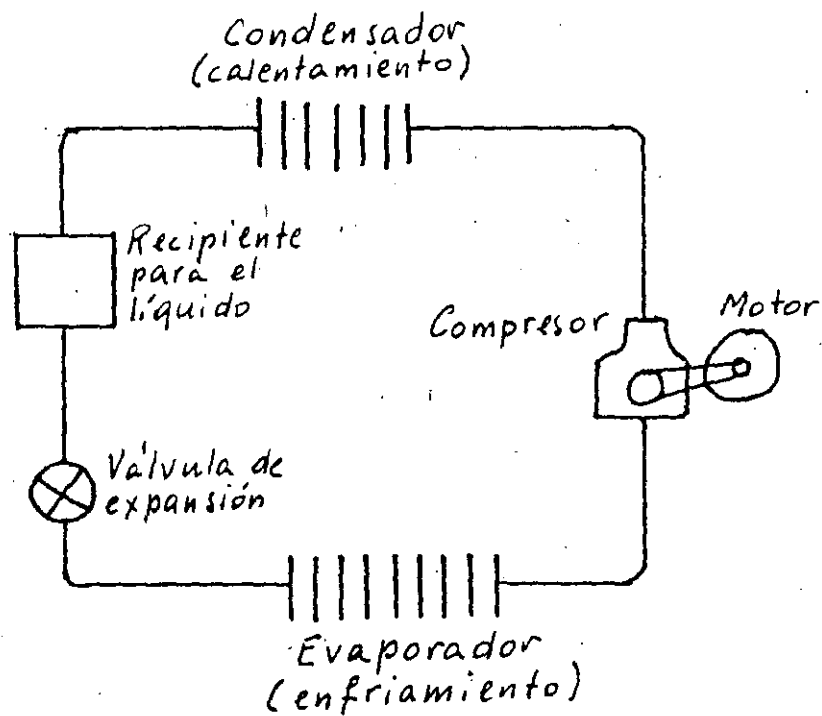 Condensador
(calentamiento)
Recipiente
para el
líquido
Compresor
Motor
Válvula de
expansión
Evaporador
(enfriamiento)